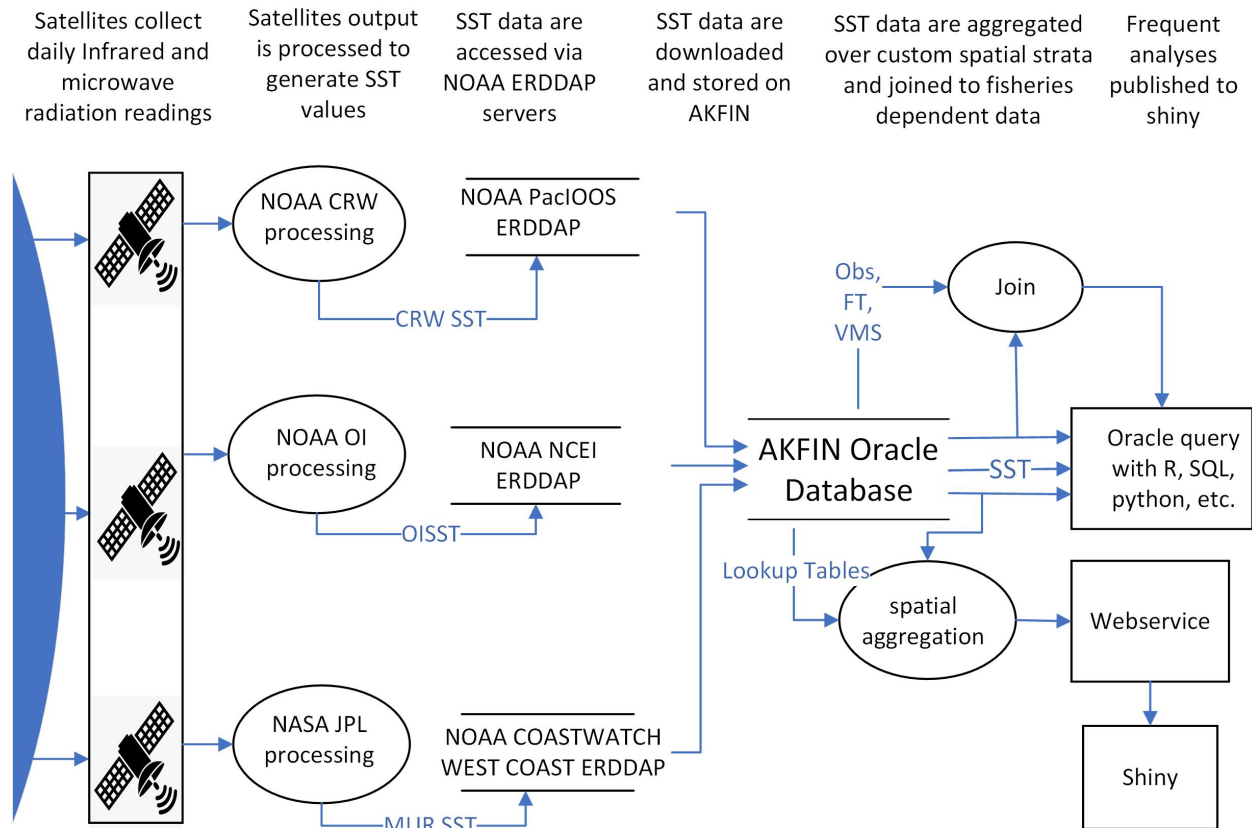 Satellites collect
daily Infrared and
microwave
radiation readings
Satellites output
is processed to
generate SST
values
SST data are
accessed via
NOAA ERDDAP
servers
SST data are
downloaded
and stored on
AKFIN
SST data are aggregated
over custom spatial strata
and joined to fisheries
dependent data
Frequent
analyses
published to
shiny
NOAA CRW
processing
NOAA PacIOOS
ERDDAP
CRW SST
Obs,
FT,
VMS
Join
NOAA OI
processing
NOAA NCEI
ERDDAP
OISST
AKFIN Oracle
Database
SST
Oracle query
with R, SQL,
python, etc.
Lookup Tables
spatial
aggregation
Webservice
NASA JPL
processing
NOAA COASTWATCH
WEST COAST ERDDAP
MUR SST
Shiny